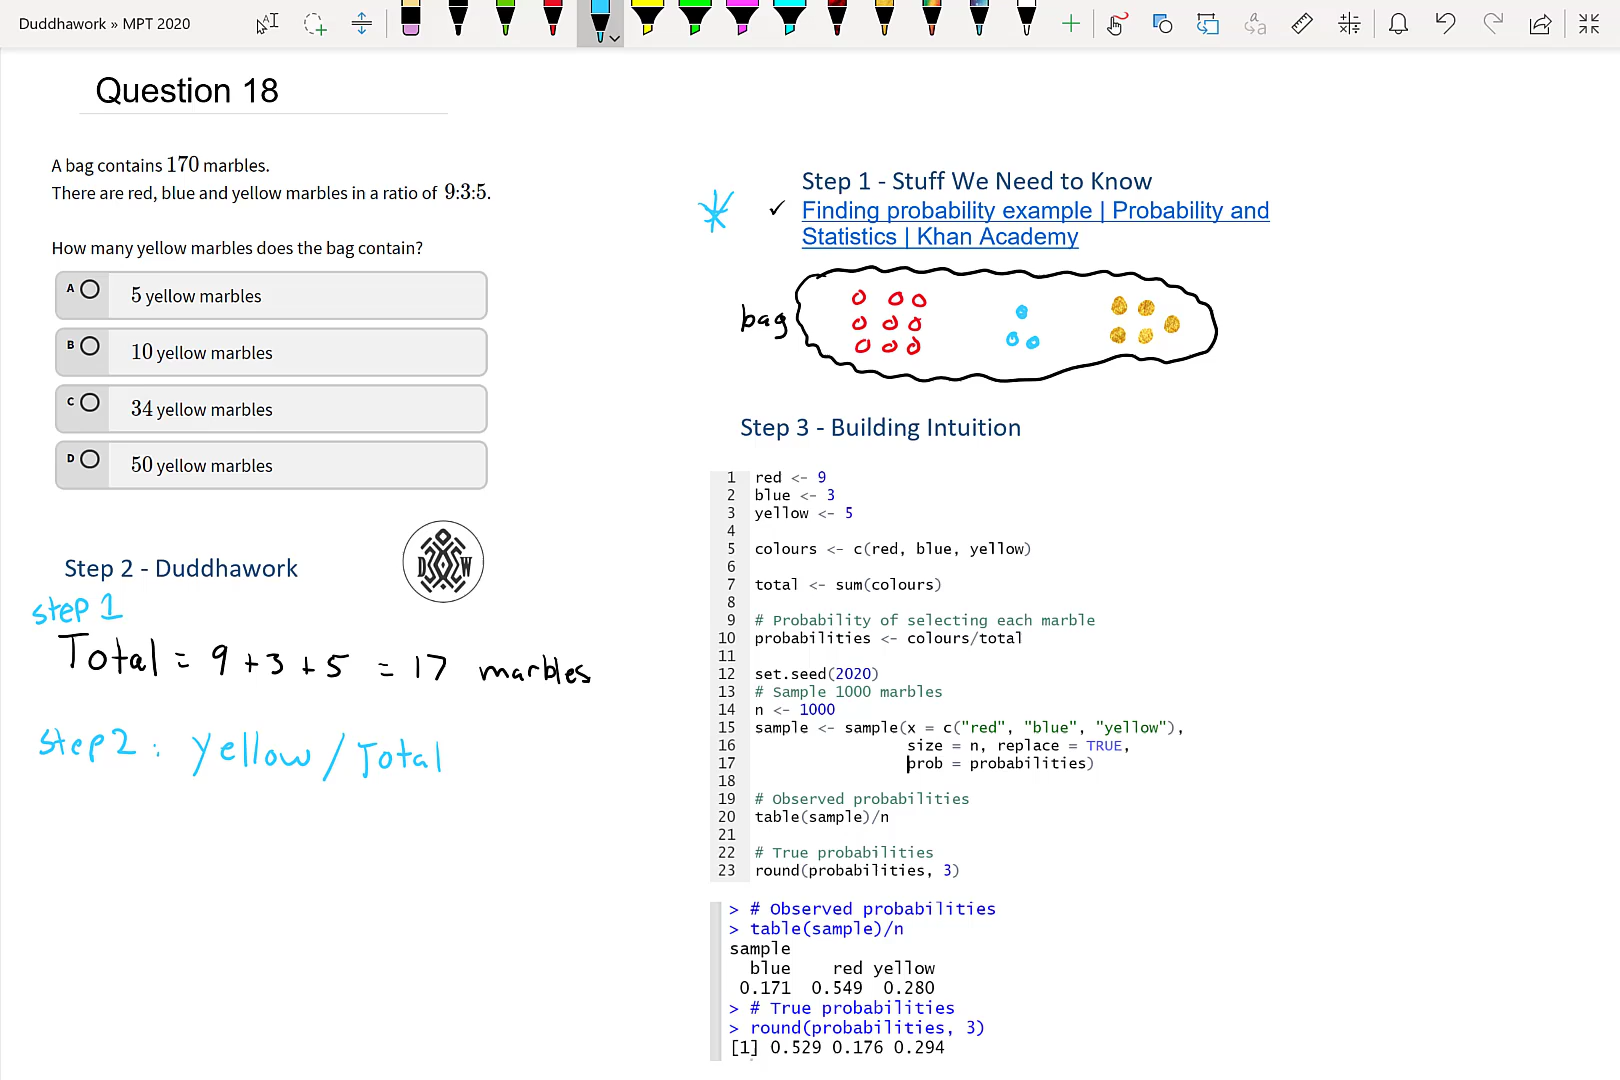 Duddhawork » MPT 2020
Question 18
A bag contains 170 marbles.
There are red, blue and yellow marbles in a ratio of 9:3:5.
How many yellow marbles does the bag contain?
A 5 yellow marbles
B 10 yellow marbles
C 34 yellow marbles
D 50 yellow marbles
Step 2 - Duddhawork
D W
step 1
Total = 9 + 3 + 5 = 17 marbles
step 2 : Yellow / Total
Step 1 - Stuff We Need to Know
✓ Finding probability example | Probability and
Statistics | Khan Academy
bag
Step 3 - Building Intuition
1 red <- 9
2 blue <- 3
3 yellow <- 5
4
5 colours <- c(red, blue, yellow)
6
7 total <- sum(colours)
8
9 # Probability of selecting each marble
10 probabilities <- colours/total
11
12 set.seed(2020)
13 # Sample 1000 marbles
14 n <- 1000
15 sample <- sample(x = c("red", "blue", "yellow"),
16 size = n, replace = TRUE,
17 prob = probabilities)
18
19 # Observed probabilities
20 table(sample)/n
21
22 # True probabilities
23 round(probabilities, 3)
> # Observed probabilities
> table(sample)/n
sample
blue red yellow
0.171 0.549 0.280
> # True probabilities
> round(probabilities, 3)
[1] 0.529 0.176 0.294